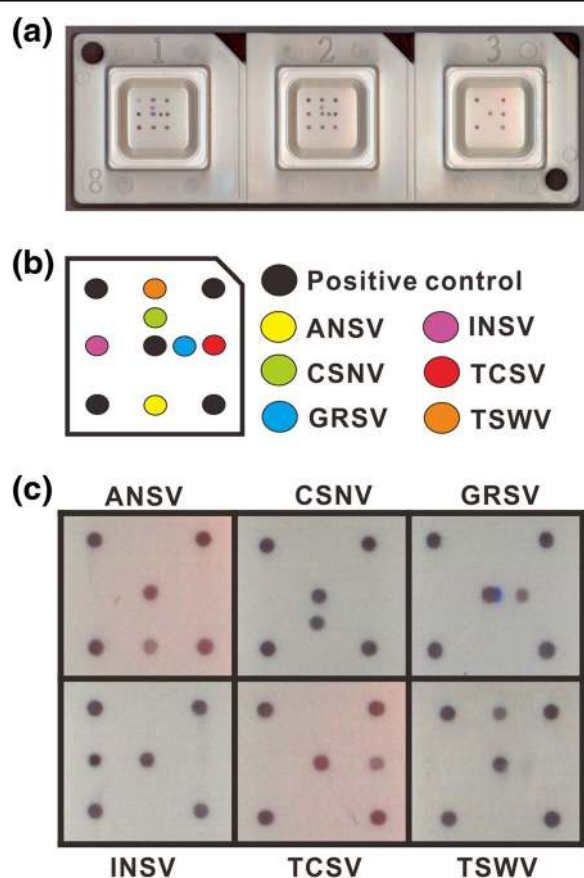 (a)
1 2 3
8
(b)
Positive control
ANSV INSV
CSNV TCSV
GRSV TSWV
(c)
ANSV CSNV GRSV
INSV TCSV TSWV